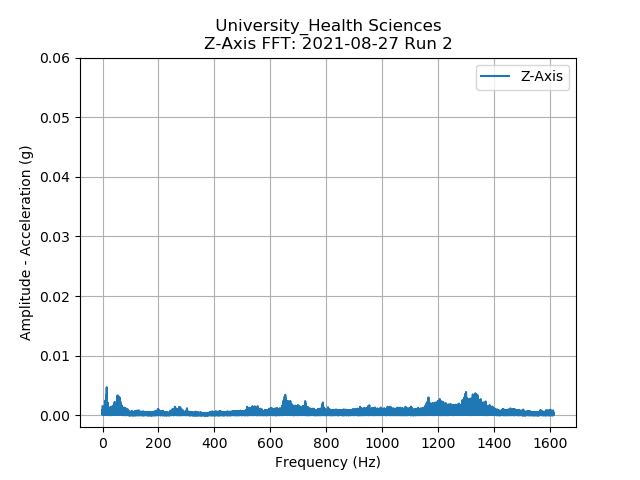 University_Health Sciences
Z-Axis FFT: 2021-08-27 Run 2
Z-Axis
Amplitude - Acceleration (g)
0.06
0.05
0.04
0.03
0.02
0.01
0.00
0 200 400 600 800 1000 1200 1400 1600
Frequency (Hz)